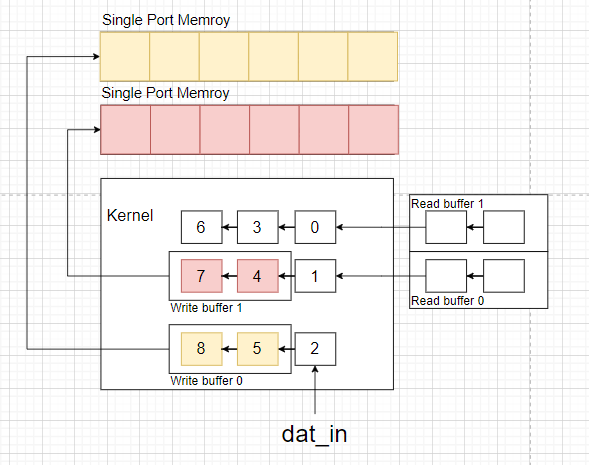 Single Port Memroy
Single Port Memroy
Kernel
Read buffer 1
6 3 0
7 4 1
Read buffer 0
Write buffer 1
8 5 2
Write buffer 0
dat_in